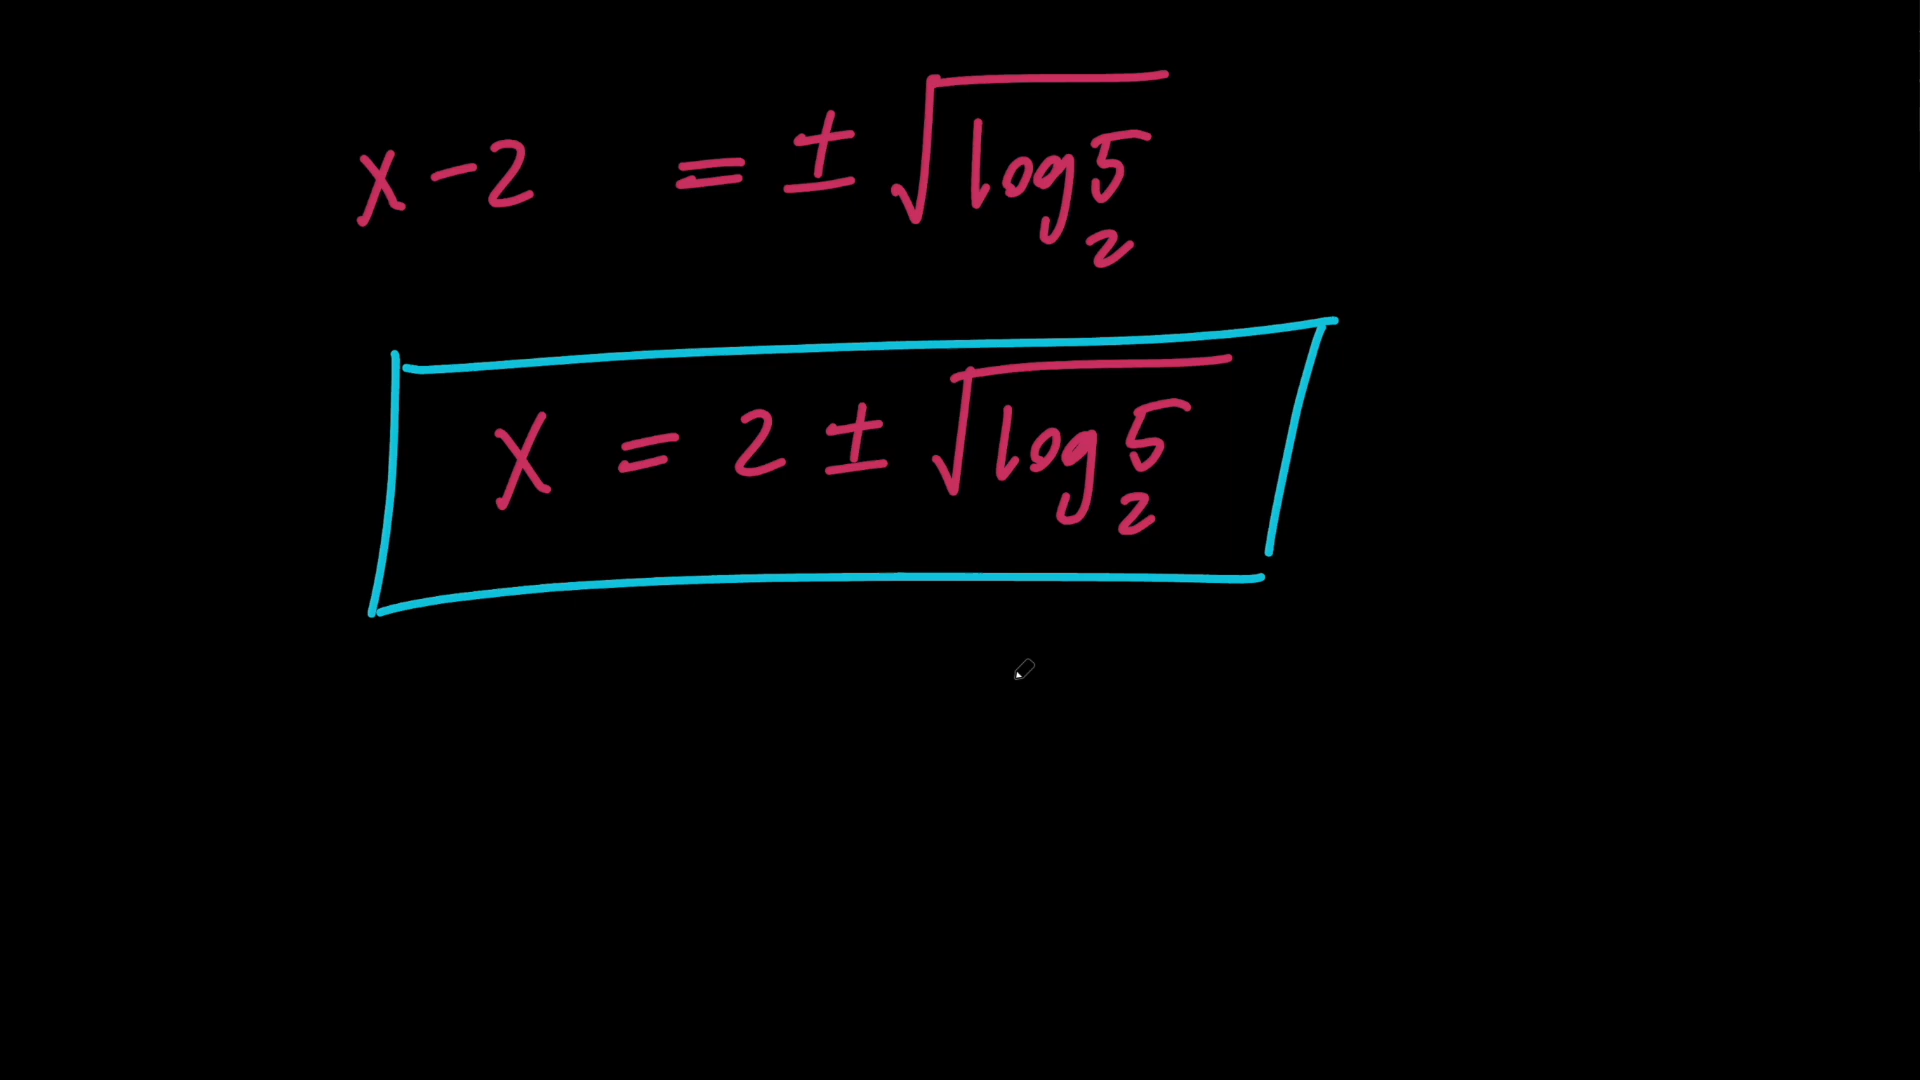 x - 2 = ± √log₂5
x = 2 ± √log₂5